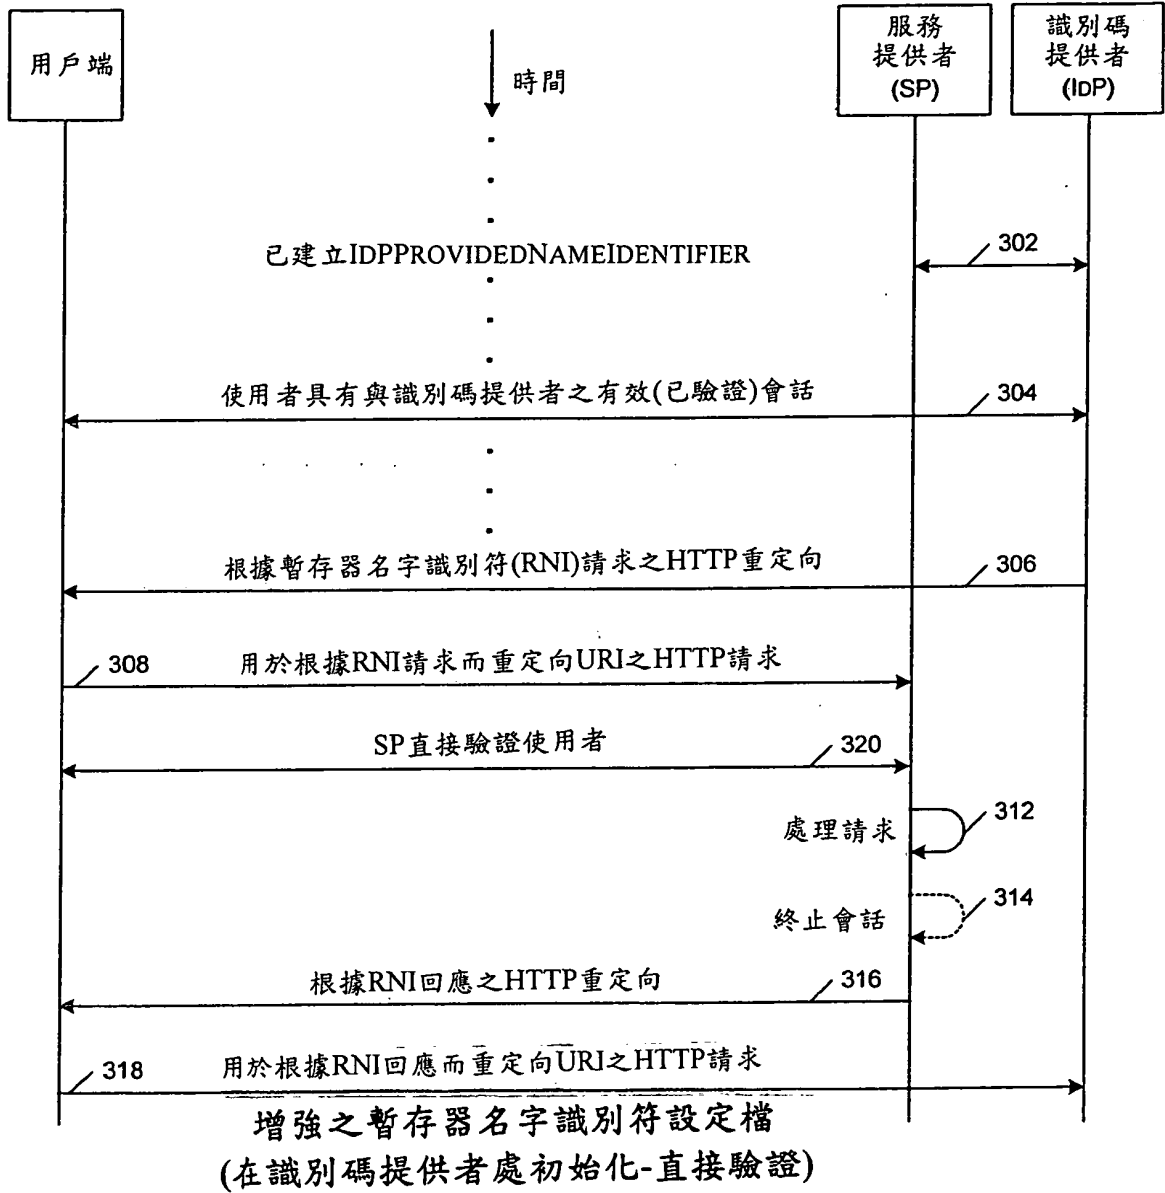 用戶端
時間
服務
提供者
(SP)
識別碼
提供者
(IDP)
已建立IDPPROVIDEDNAMEIDENTIFIER
302
使用者具有與識別碼提供者之有效(已驗證)會話
304
根據暫存器名字識別符(RNI)請求之HTTP重定向
306
308
用於根據RNI請求而重定向URI之HTTP請求
SP直接驗證使用者
320
處理請求
312
終止會話
314
根據RNI回應之HTTP重定向
316
318
用於根據RNI回應而重定向URI之HTTP請求
增強之暫存器名字識別符設定檔
(在識別碼提供者處初始化-直接驗證)